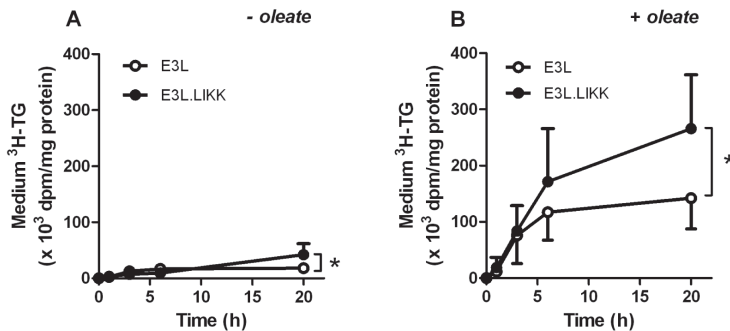 A
- oleate
400
300
200
100
0
Medium ³H-TG
(x 10³ dpm/mg protein)
E3L
E3L.LIKK
*
0 5 10 15 20
Time (h)
B
+ oleate
400
300
200
100
0
Medium ³H-TG
(x 10³ dpm/mg protein)
E3L
E3L.LIKK
*
0 5 10 15 20
Time (h)